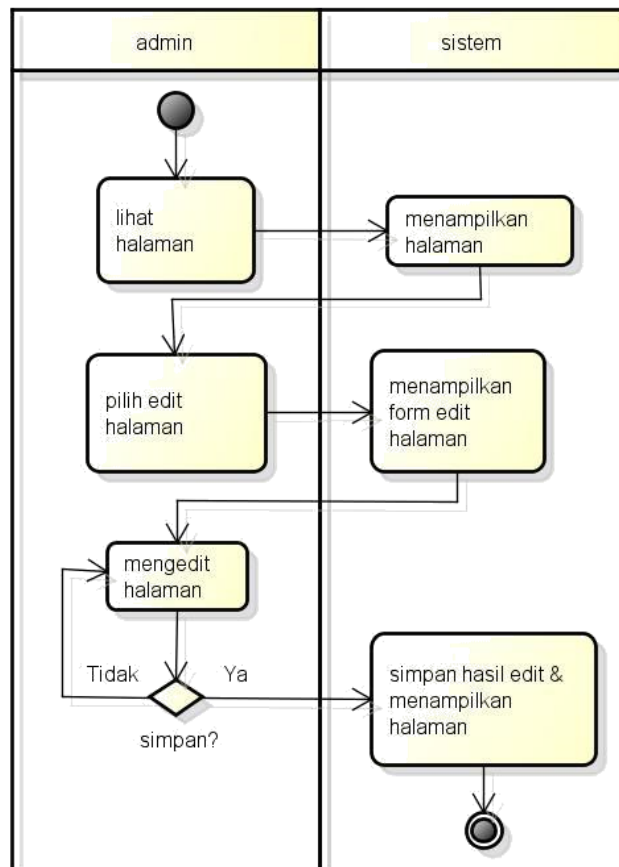 admin
sistem
lihat
halaman
menampilkan
halaman
pilih edit
halaman
menampilkan
form edit
halaman
mengedit
halaman
Tidak
Ya
simpan?
simpan hasil edit &
menampilkan
halaman